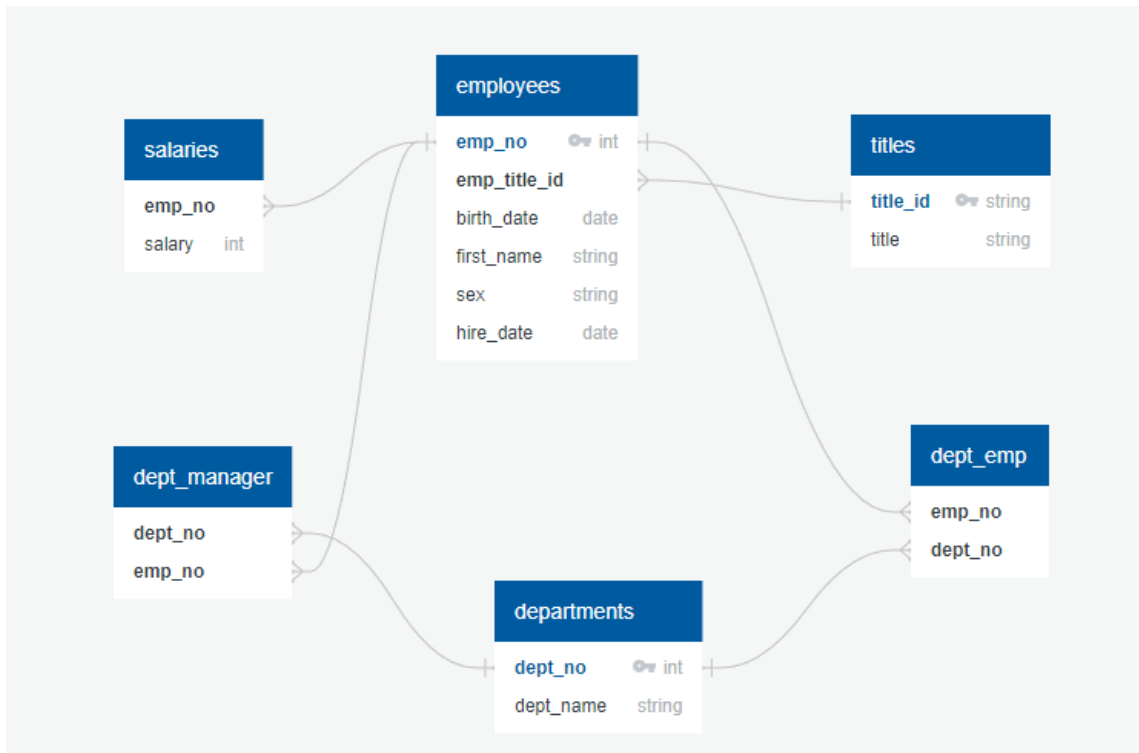 employees
emp_no int
emp_title_id
birth_date date
first_name string
sex string
hire_date date
salaries
emp_no
salary int
titles
title_id string
title string
dept_manager
dept_no
emp_no
dept_emp
emp_no
dept_no
departments
dept_no int
dept_name string